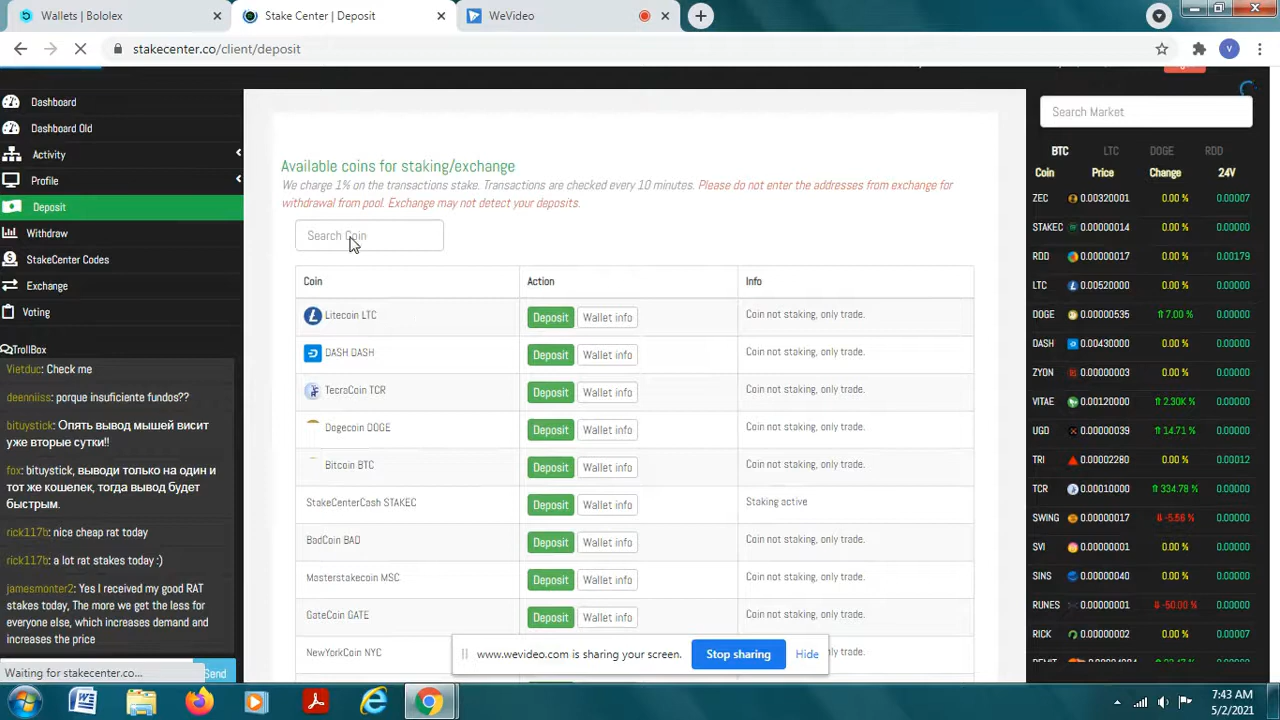 Wallets | Bololex
Stake Center | Deposit
WeVideo
stakecenter.co/client/deposit
V
Dashboard
Dashboard Old
Activity
Profile
Deposit
Withdraw
StakeCenter Codes
Exchange
Voting
TrollBox
Vietduc: Check me
deenniiss: porque insuficiente fundos??
bituystick: Опять вывод мышей висит
уже вторые сутки!!
fox: bituystick, выводи только на один и
тот же кошелек, тогда вывод будет
быстрым.
rick117b: nice cheap rat today
rick117b: a lot rat stakes today :)
jamesmonter2: Yes I received my good RAT
stakes today, The more we get the less for
everyone else, which increases demand and
increases the price
Waiting for stakecenter.co...
Send
Available coins for staking/exchange
We charge 1% on the transactions stake. Transactions are checked every 10 minutes. Please do not enter the addresses from exchange for
withdrawal from pool. Exchange may not detect your deposits.
Search Coin
Coin Action Info
Litecoin LTC Deposit Wallet info Coin not staking, only trade.
DASH DASH Deposit Wallet info Coin not staking, only trade.
TecraCoin TCR Deposit Wallet info Coin not staking, only trade.
Dogecoin DOGE Deposit Wallet info Coin not staking, only trade.
Bitcoin BTC Deposit Wallet info Coin not staking, only trade.
StakeCenterCash STAKEC Deposit Wallet info Staking active
BadCoin BAD Deposit Wallet info Coin not staking, only trade.
Masterstakecoin MSC Deposit Wallet info Coin not staking, only trade.
GateCoin GATE Deposit Wallet info Coin not staking, only trade.
NewYorkCoin NYC
ly trade.
www.wevideo.com is sharing your screen. Stop sharing Hide
Search Market
BTC LTC DOGE RDD
Coin Price Change 24V
ZEC 0.00320001 0.00 % 0.00007
STAKEC 0.00000014 0.00 % 0.00000
RDD 0.00000017 0.00 % 0.00179
LTC 0.00520000 0.00 % 0.00000
DOGE 0.00000535 ⇑ 7.00 % 0.00000
DASH 0.00430000 0.00 % 0.00000
ZYON 0.00000003 0.00 % 0.00000
VITAE 0.00120000 ⇑ 2.30K % 0.00000
UGD 0.00000039 ⇑ 14.71 % 0.00000
TRI 0.00002280 0.00 % 0.00012
TCR 0.00010000 ⇑ 334.78 % 0.00000
SWING 0.00000017 ⇓ -5.56 % 0.00000
SVI 0.00000001 0.00 % 0.00000
SINS 0.00000040 0.00 % 0.00000
RUNES 0.00000001 ⇓ -50.00 % 0.00000
RICK 0.00000002 0.00 % 0.00007
7:43 AM
5/2/2021